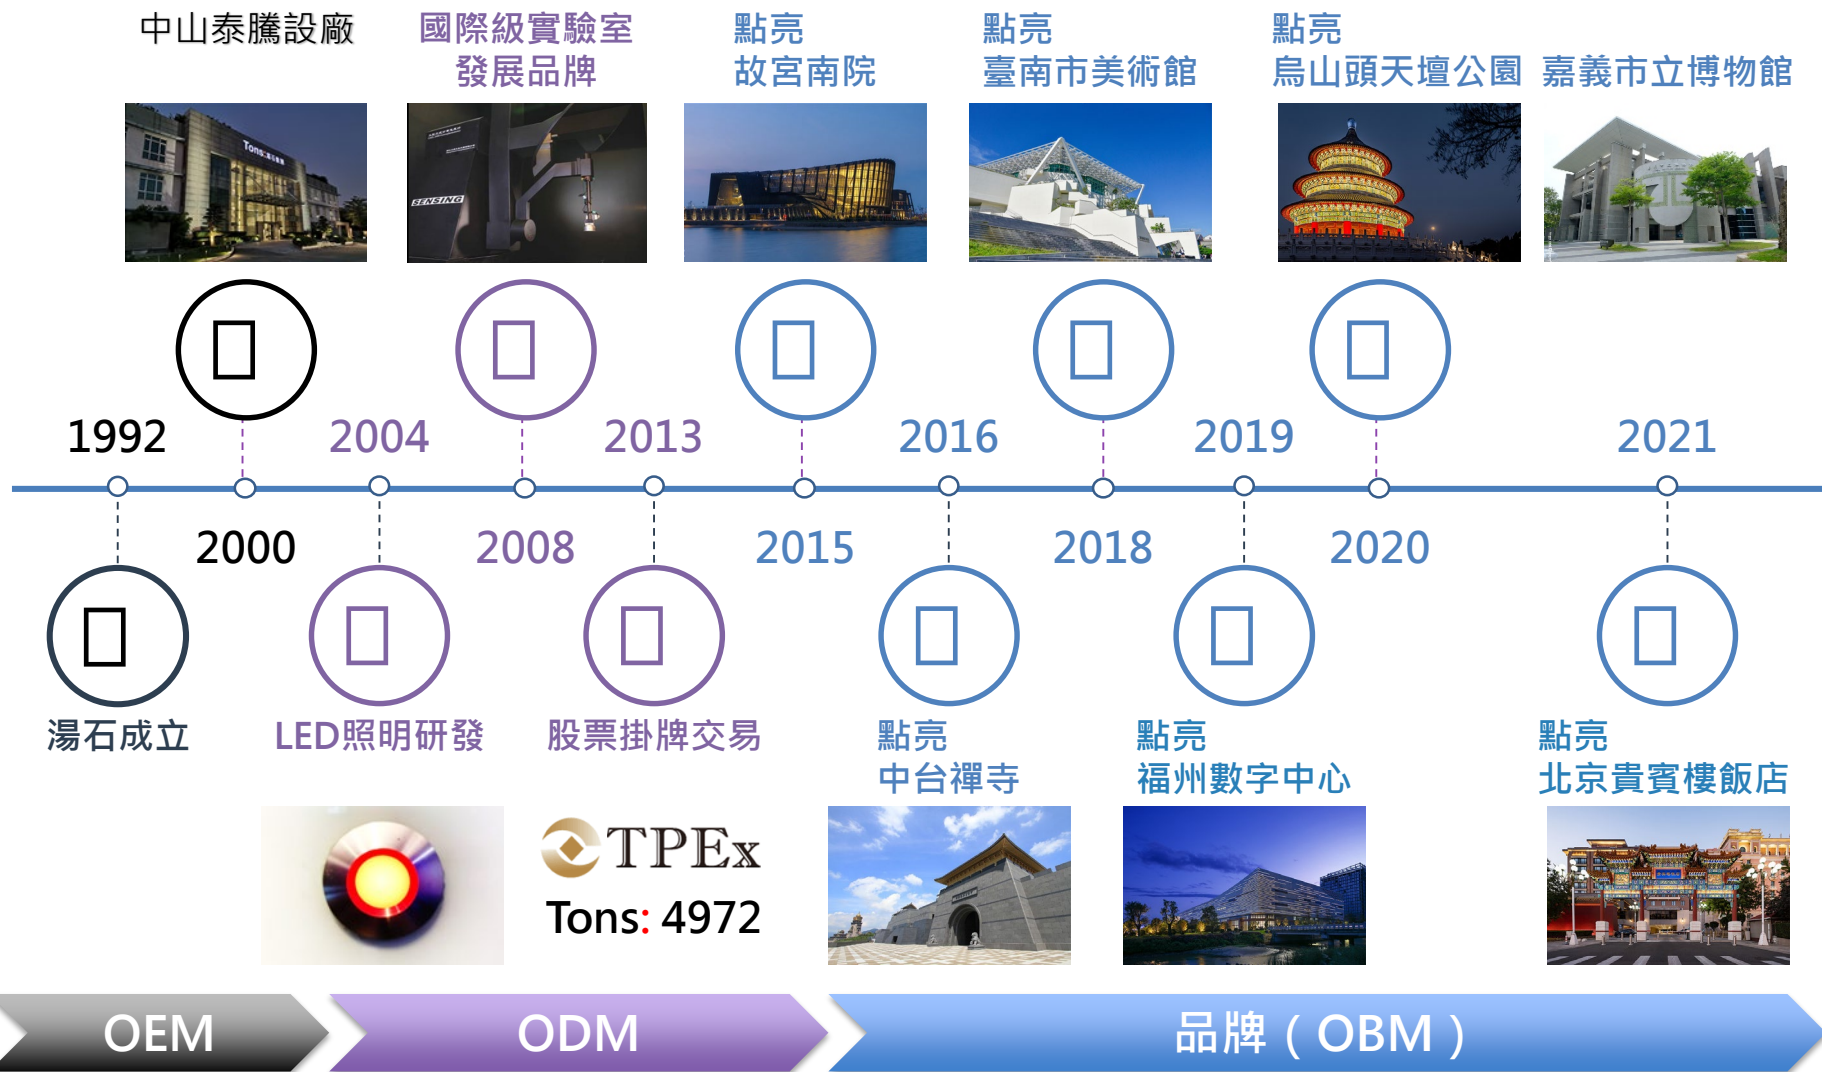 中山泰騰設廠
國際級實驗室
發展品牌
點亮
故宮南院
點亮
臺南市美術館
點亮
烏山頭天壇公園
嘉義市立博物館
Tons
SENSING
1992
2004
2013
2016
2019
2021
2000
2008
2015
2018
2020
湯石成立
LED照明研發
股票掛牌交易
點亮
中台禪寺
點亮
福州數字中心
點亮
北京貴賓樓飯店
TPEx
Tons: 4972
OEM
ODM
品牌（OBM）